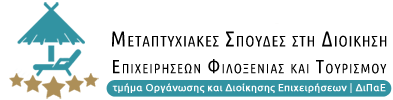 Μεταπτυχιακές Σπουδές στη Διοίκηση
Επιχειρήσεων Φιλοξενίας και Τουρισμού
τμήμα Οργάνωσης και Διοίκησης Επιχειρήσεων | ΔιΠαΕ